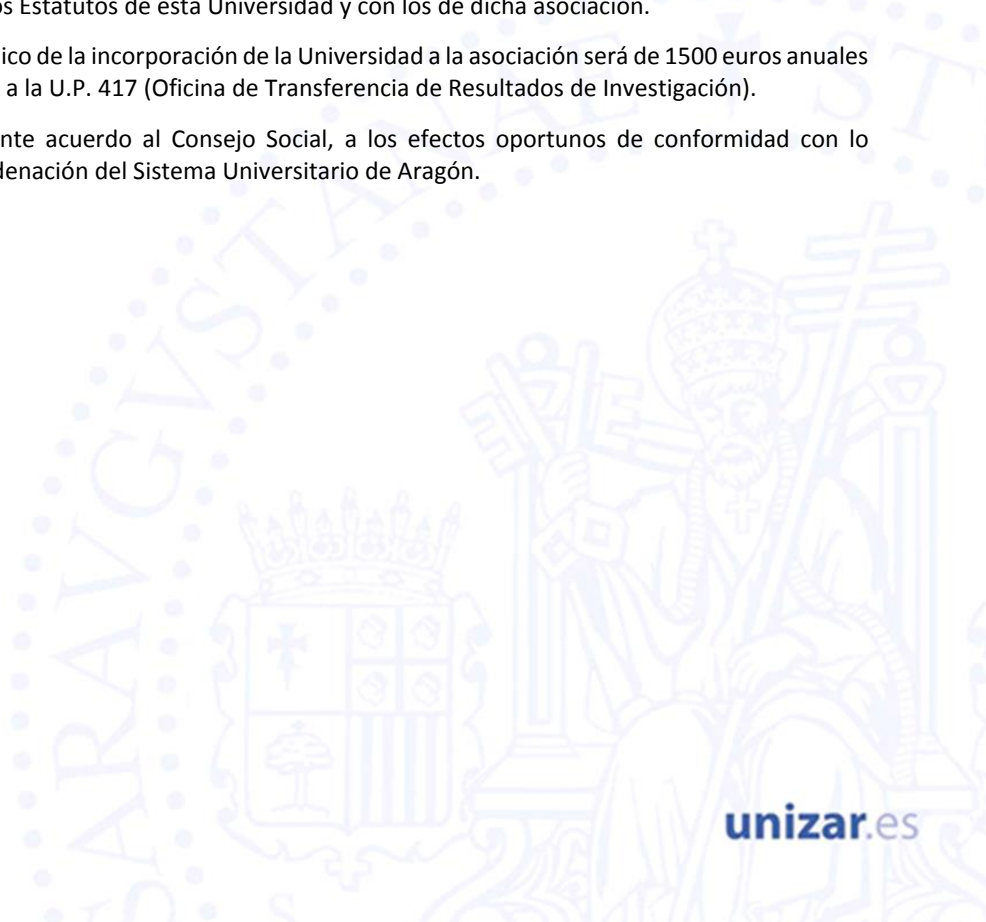 os Estatutos de esta Universidad y con los de dicha asociación.
ico de la incorporación de la Universidad a la asociación será de 1500 euros anuales
a la U.P. 417 (Oficina de Transferencia de Resultados de Investigación).
nte acuerdo al Consejo Social, a los efectos oportunos de conformidad con lo
denación del Sistema Universitario de Aragón.
ARAVGVSTANAE ST
S
unizar.es